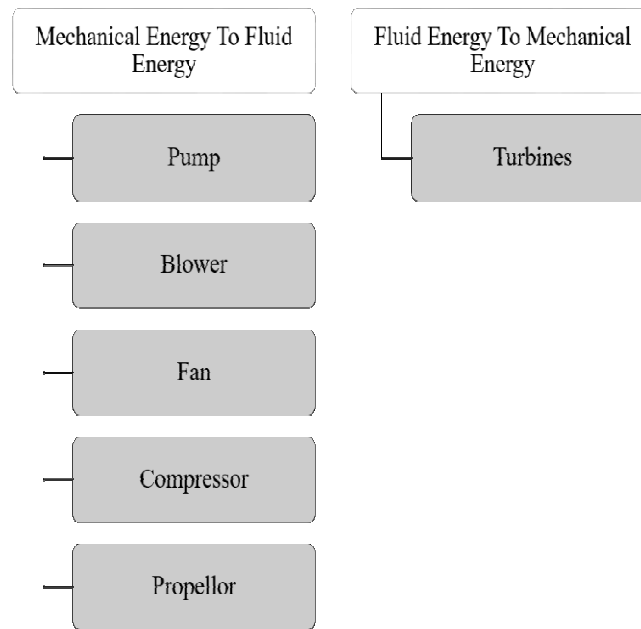 Mechanical Energy To Fluid
Energy
Pump
Blower
Fan
Compressor
Propellor
Fluid Energy To Mechanical
Energy
Turbines